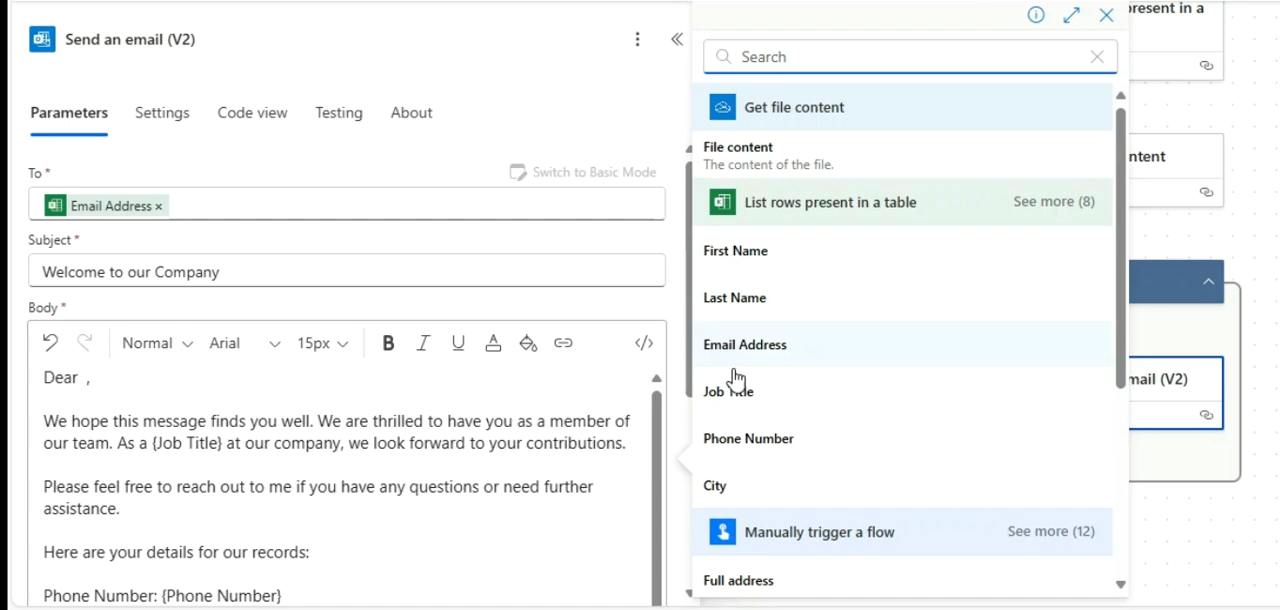 Send an email (V2)
Parameters
Settings
Code view
Testing
About
To *
Switch to Basic Mode
Email Address ×
Subject *
Welcome to our Company
Body *
Normal
Arial
15px
B
I
U
A
</>
Dear ,
We hope this message finds you well. We are thrilled to have you as a member of
our team. As a {Job Title} at our company, we look forward to your contributions.
Please feel free to reach out to me if you have any questions or need further
assistance.
Here are your details for our records:
Phone Number: {Phone Number}
Search
Get file content
File content
The content of the file.
List rows present in a table
See more (8)
First Name
Last Name
Email Address
Job Title
Phone Number
City
Manually trigger a flow
See more (12)
Full address
present in a
ntent
mail (V2)